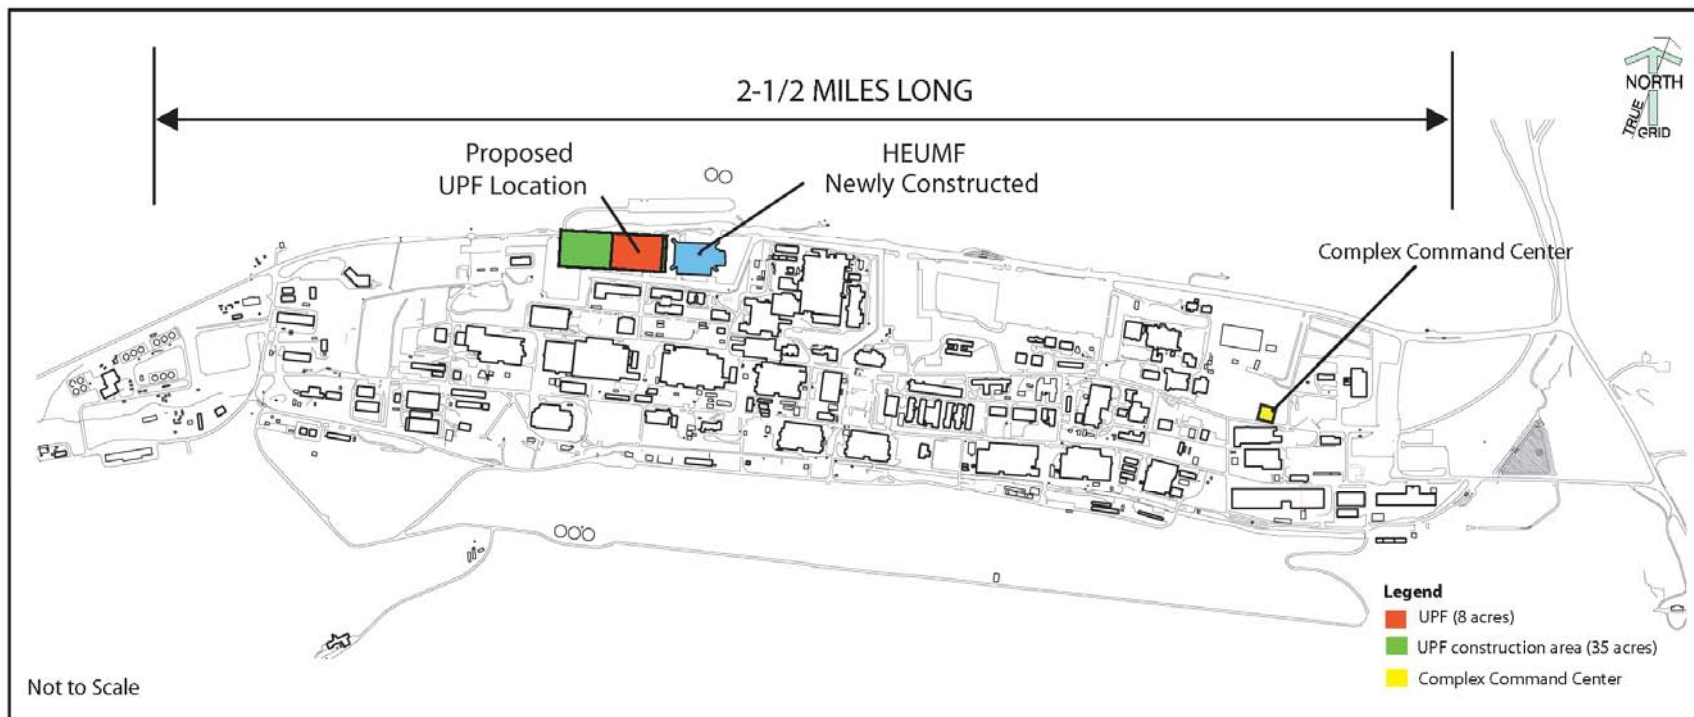 2-1/2 MILES LONG
NORTH
TRUE
GRID
Proposed
UPF Location
HEUMF
Newly Constructed
Complex Command Center
Legend
UPF (8 acres)
UPF construction area (35 acres)
Complex Command Center
Not to Scale